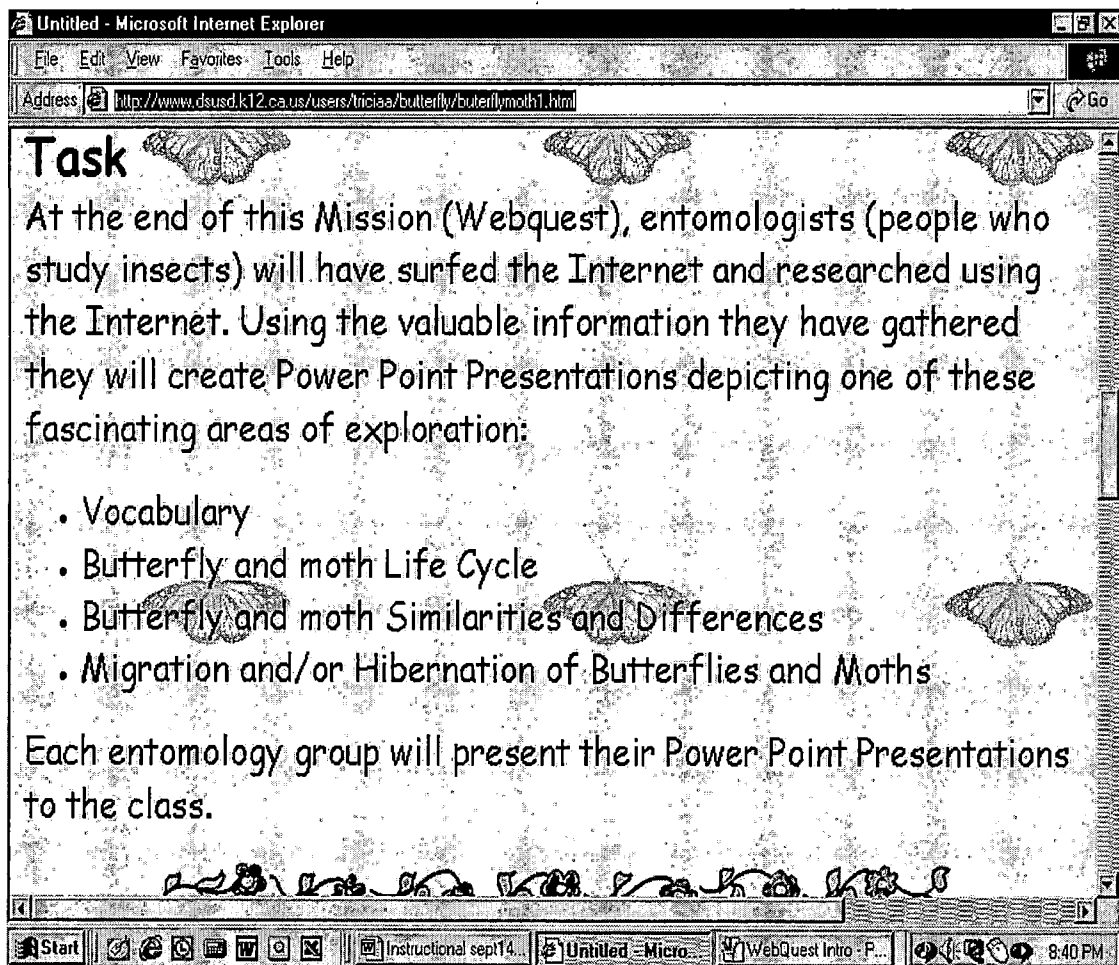 Untitled - Microsoft Internet Explorer
File Edit View Favorites Tools Help
Address http://www.dsusd.k12.ca.us/users/triciaa/butterfly/buterflymoth1.html Go
Task
At the end of this Mission (Webquest), entomologists (people who
study insects) will have surfed the Internet and researched using
the Internet. Using the valuable information they have gathered
they will create Power Point Presentations depicting one of these
fascinating areas of exploration:
• Vocabulary
• Butterfly and moth Life Cycle
• Butterfly and moth Similarities and Differences
• Migration and/or Hibernation of Butterflies and Moths
Each entomology group will present their Power Point Presentations
to the class.
Start Instructional sept14... Untitled - Micro... WebQuest Intro - P... 8:40 PM